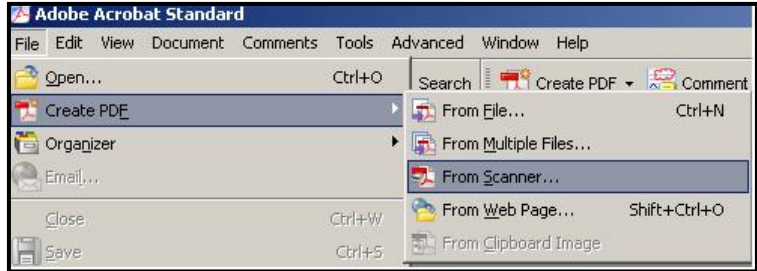 Adobe Acrobat Standard
File Edit View Document Comments Tools Advanced Window Help
Open... Ctrl+O
Search Create PDF Comment
Create PDF
From File... Ctrl+N
Organizer
From Multiple Files...
Email...
From Scanner...
Close Ctrl+W
From Web Page... Shift+Ctrl+O
Save Ctrl+S
From Clipboard Image